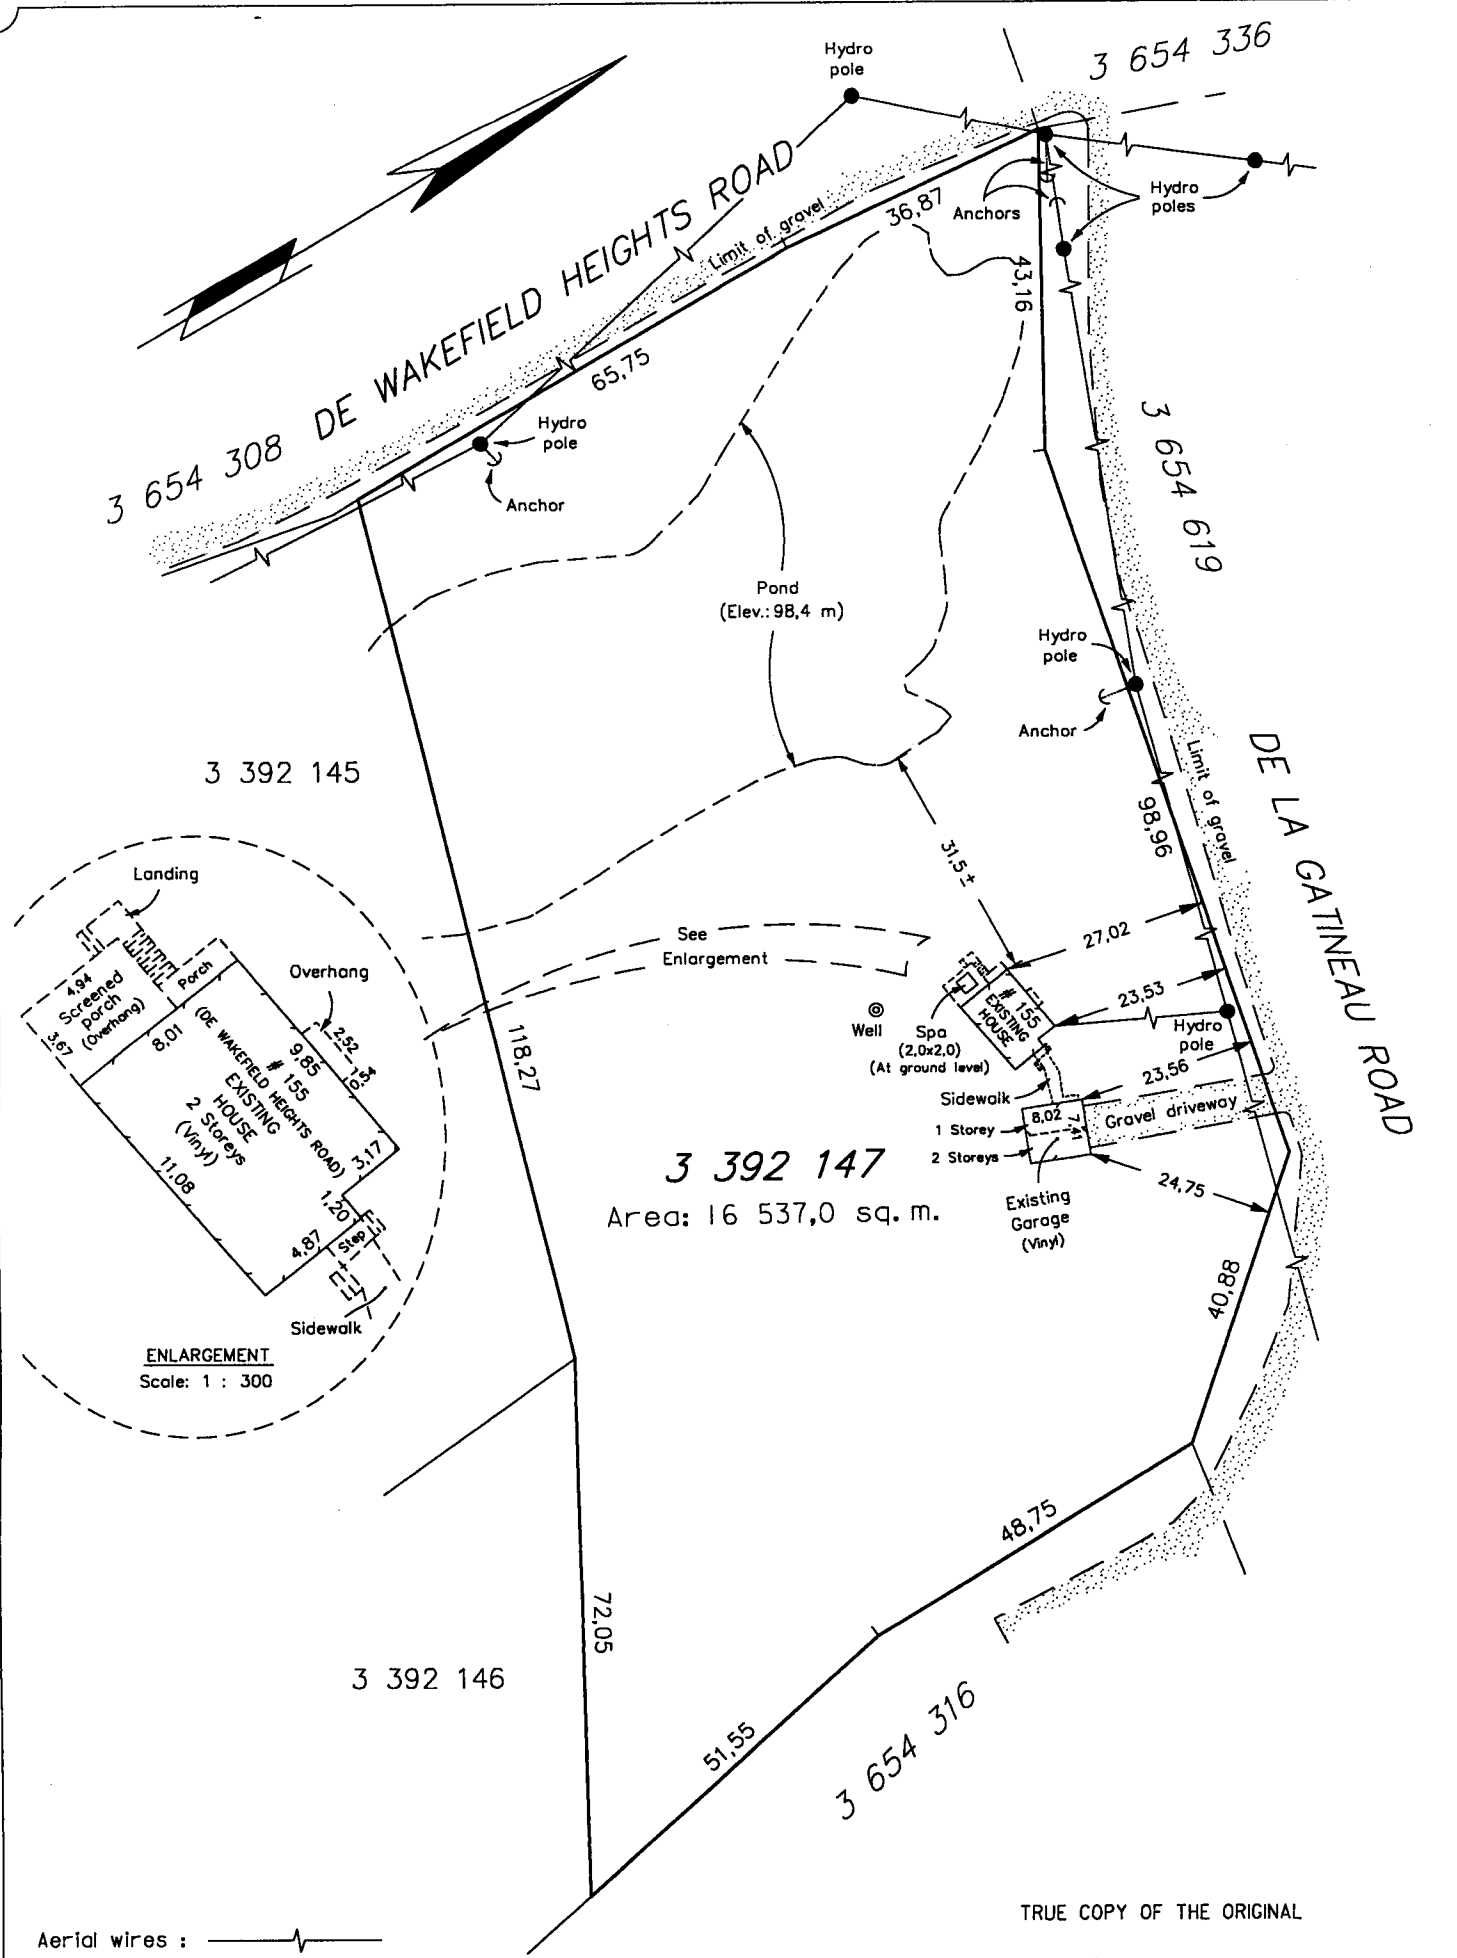 3 654 336
Hydro
pole
DE WAKEFIELD HEIGHTS ROAD
Limit of gravel
36,87
Anchors
Hydro
poles
43,16
65,75
3 654 308
Hydro
pole
Anchor
3 654 619
Pond
(Elev.: 98,4 m)
Hydro
pole
Anchor
Limit of gravel
DE LA GATINEAU ROAD
98,96
3 392 145
31,5 ±
27,02
23,53
23,56
24,75
See
Enlargement
Landing
Porch
Overhang
4,94
Screened
porch
(Overhang)
3,67
8,01
(DE WAKEFIELD HEIGHTS ROAD)
2,52
0,54
9,85
# 155
EXISTING
HOUSE
2 Storeys
(Vinyl)
11,08
3,17
1,20
4,87
Step
Sidewalk
ENLARGEMENT
Scale: 1 : 300
118,27
Well
Spa
(2,0x2,0)
(At ground level)
# 155
EXISTING
HOUSE
Hydro
pole
Sidewalk
1 Storey
2 Storeys
8,02
7,41
Gravel driveway
Existing
Garage
(Vinyl)
3 392 147
Area: 16 537,0 sq. m.
40,88
48,75
72,05
3 392 146
51,55
3 654 316
TRUE COPY OF THE ORIGINAL
Aerial wires :